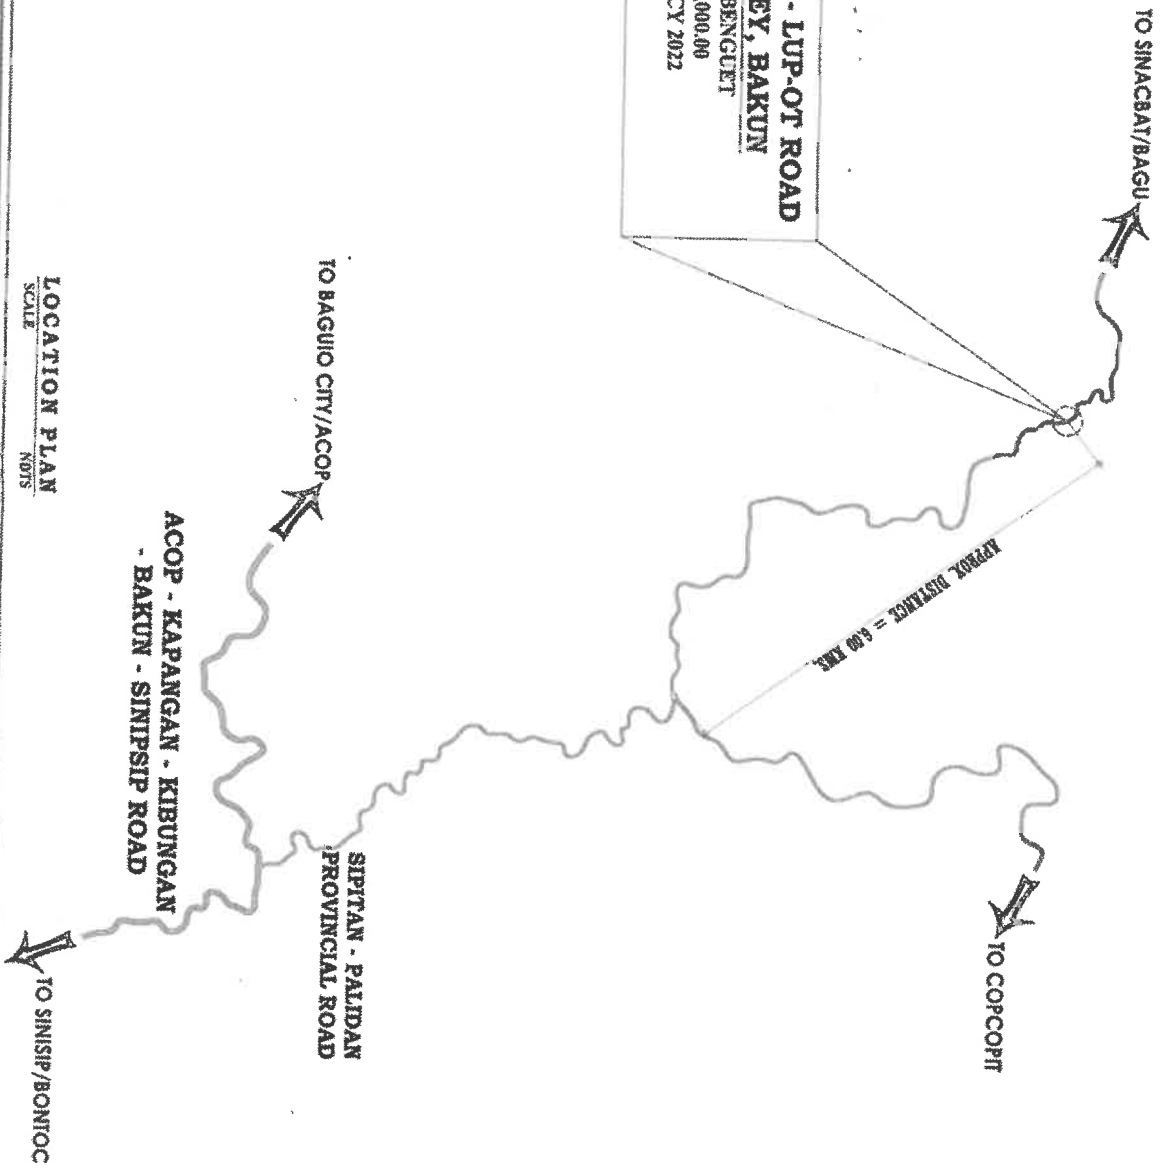 TO SINACBAT/BAGU
- LUP-OT ROAD
EY, BAKUN
BENGUET
,000.00
CY 2022
APPROX. DISTANCE = 6.00 KMS.
TO COPCOPIT
TO BAGUIO CITY/ACOP
SIPITAN - PALIDAN
PROVINCIAL ROAD
ACOP - KAPANGAN - KIBUNGAN
- BAKUN - SINIPSIP ROAD
TO SINISIP/BONTOC
LOCATION PLAN
SCALE NOTS